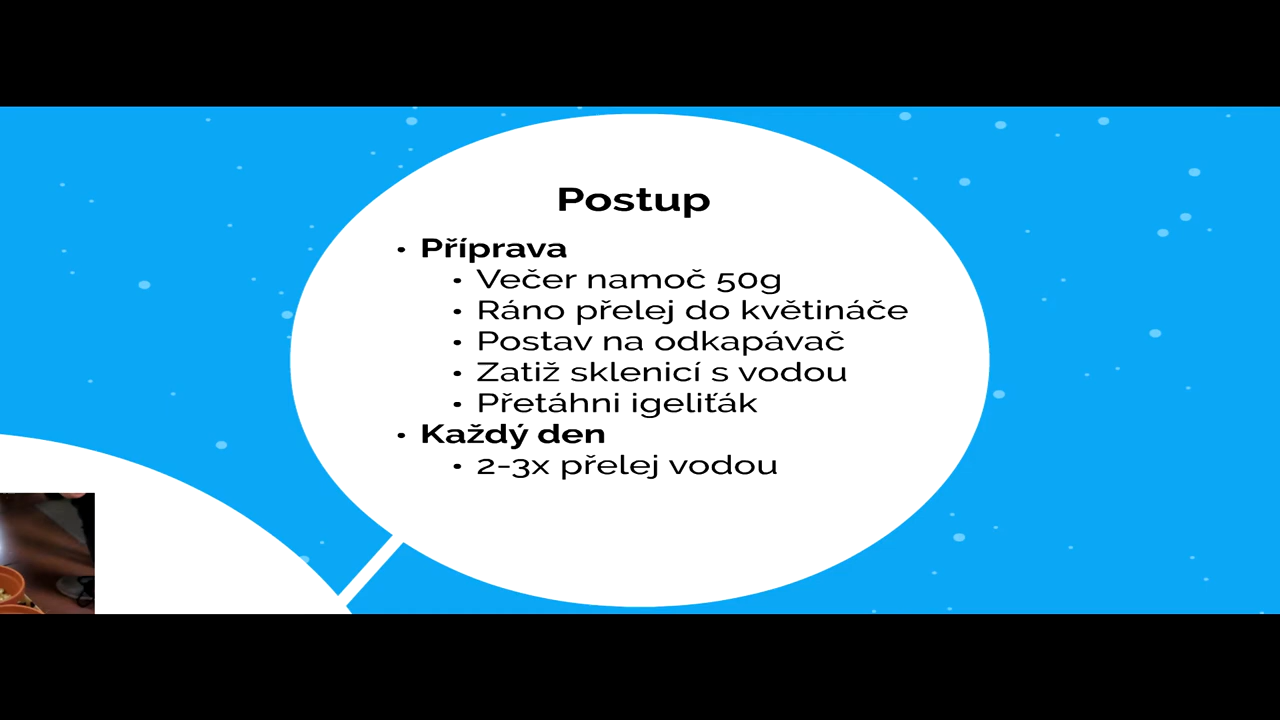 Postup
• Příprava
• Večer namoč 50g
• Ráno přelej do květináče
• Postav na odkapávač
• Zatiž sklenicí s vodou
• Přetáhni igeliťák
• Každý den
• 2-3x přelej vodou